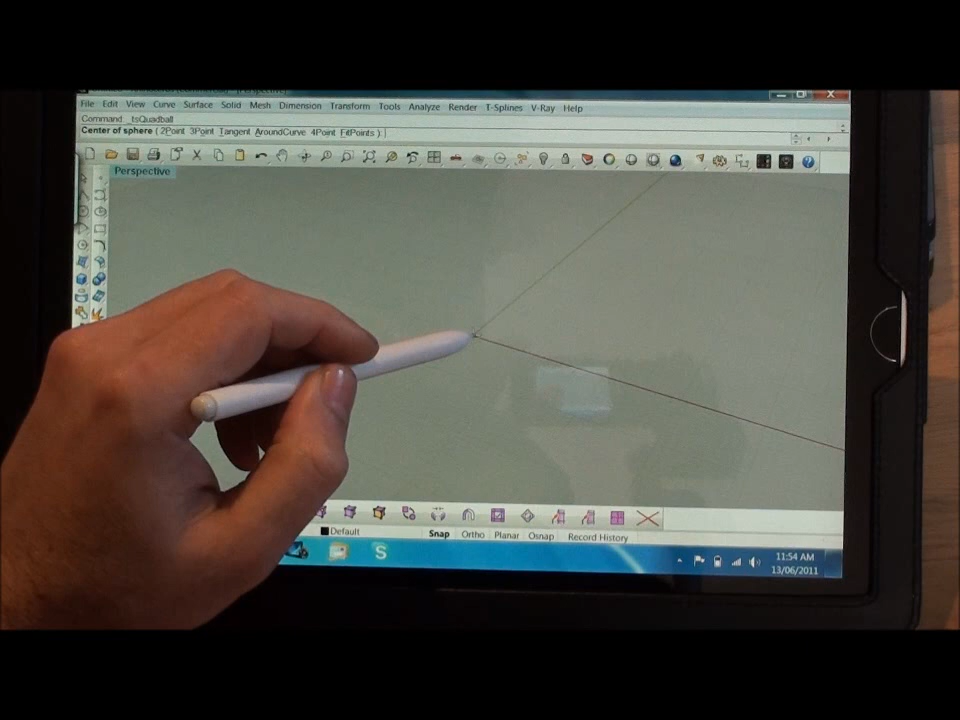 File Edit View Curve Surface Solid Mesh Dimension Transform Tools Analyze Render T-Splines V-Ray Help
Command: _tsQuadball
Center of sphere ( 2Point 3Point Tangent AroundCurve 4Point FitPoints ):
Perspective
Default Snap Ortho Planar Osnap Record History
S
11:54 AM
13/06/2011